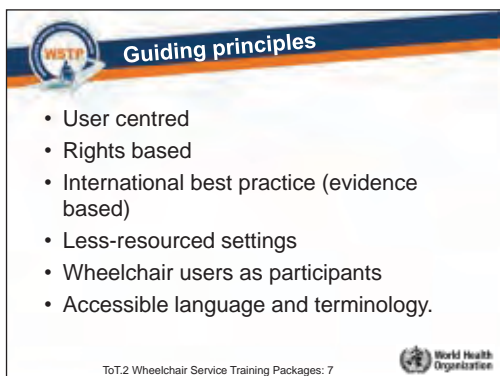 WSTP
Guiding principles
• User centred
• Rights based
• International best practice (evidence
based)
• Less-resourced settings
• Wheelchair users as participants
• Accessible language and terminology.
ToT.2 Wheelchair Service Training Packages: 7
World Health
Organization